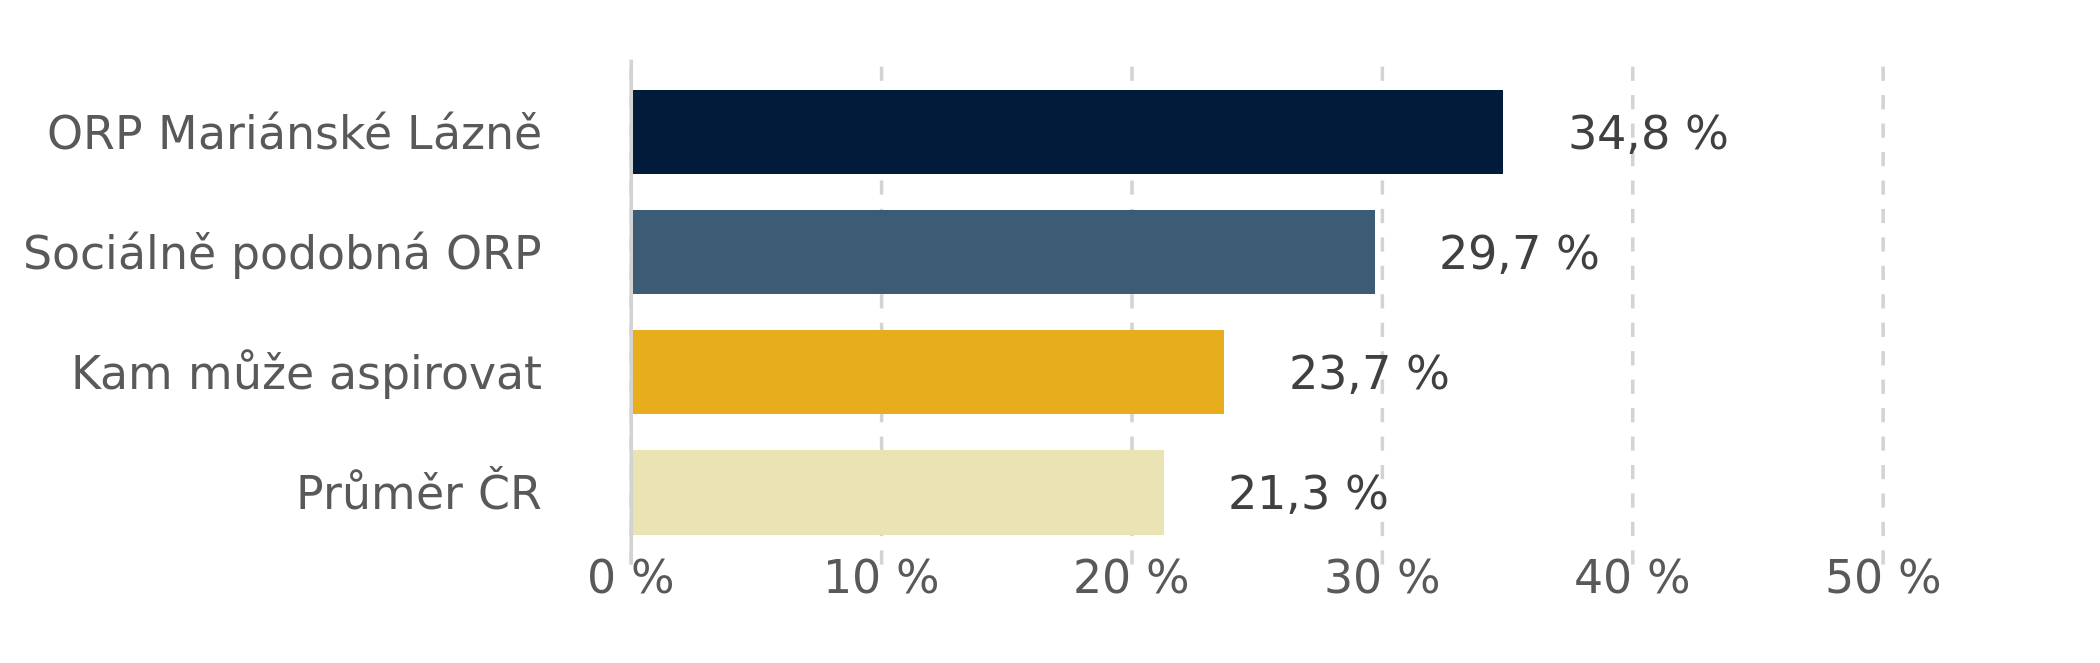 ORP Mariánské Lázně 34,8 %
Sociálně podobná ORP 29,7 %
Kam může aspirovat 23,7 %
Průměr ČR 21,3 %
0 % 10 % 20 % 30 % 40 % 50 %